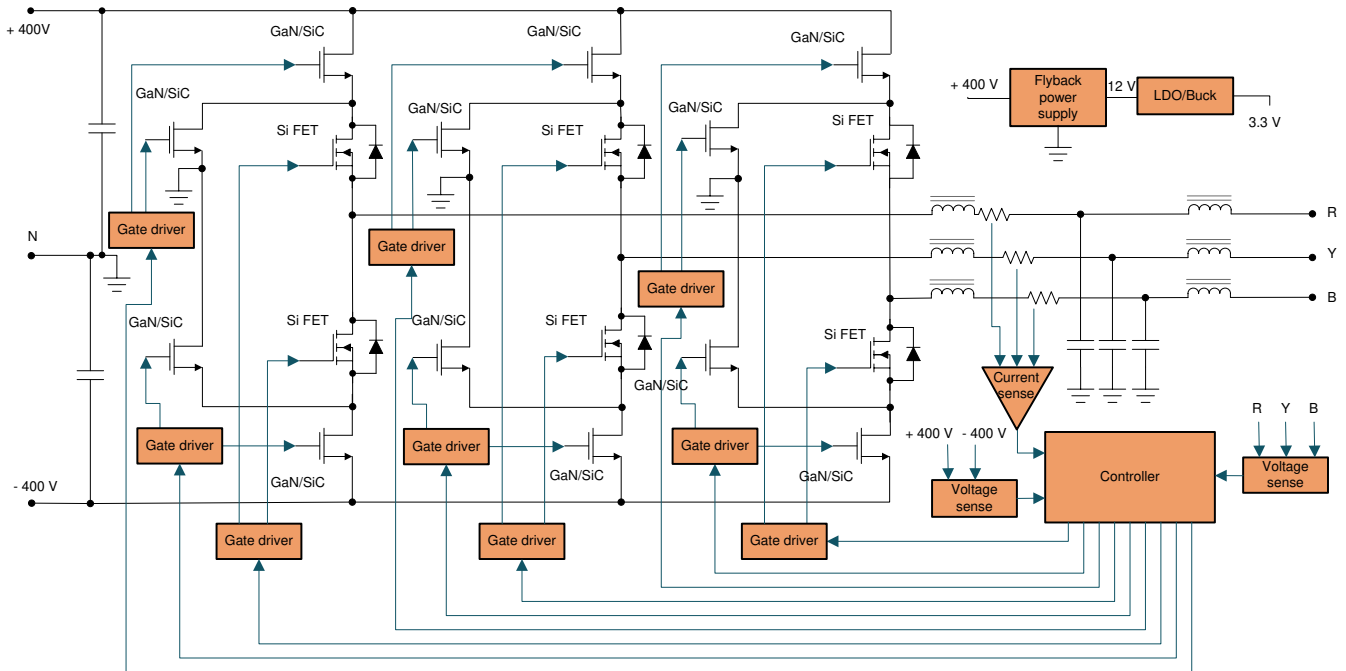 + 400V
GaN/SiC
GaN/SiC
GaN/SiC
GaN/SiC
GaN/SiC
GaN/SiC
Si FET
Si FET
Si FET
+ 400 V
Flyback
power
supply
12 V
LDO/Buck
3.3 V
N
Gate driver
Gate driver
Gate driver
R
Y
B
GaN/SiC
GaN/SiC
GaN/SiC
Si FET
Si FET
Si FET
Current
sense
Gate driver
Gate driver
Gate driver
GaN/SiC
GaN/SiC
GaN/SiC
- 400 V
+ 400 V
- 400 V
R
Y
B
Voltage
sense
Controller
Voltage
sense
Gate driver
Gate driver
Gate driver